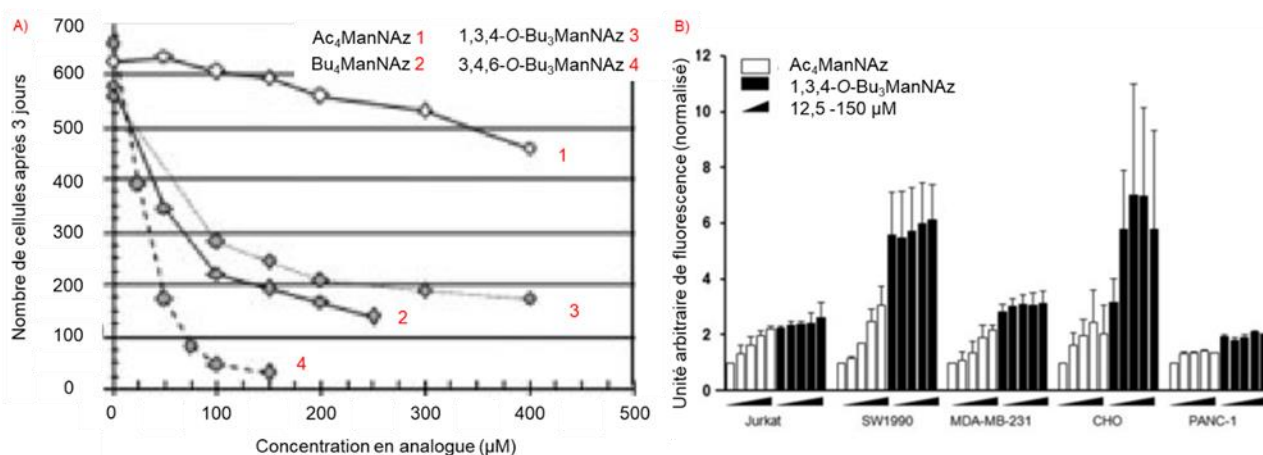 A)
700
600
500
400
300
200
100
0
Nombre de cellules après 3 jours
Ac₄ManNAz 1
Bu₄ManNAz 2
1,3,4-O-Bu₃ManNAz 3
3,4,6-O-Bu₃ManNAz 4
1
2
3
4
0 100 200 300 400 500
Concentration en analogue (µM)
B)
12
10
8
6
4
2
0
Unité arbitraire de fluorescence (normalisé)
Ac₄ManNAz
1,3,4-O-Bu₃ManNAz
12,5 -150 µM
Jurkat SW1990 MDA-MB-231 CHO PANC-1